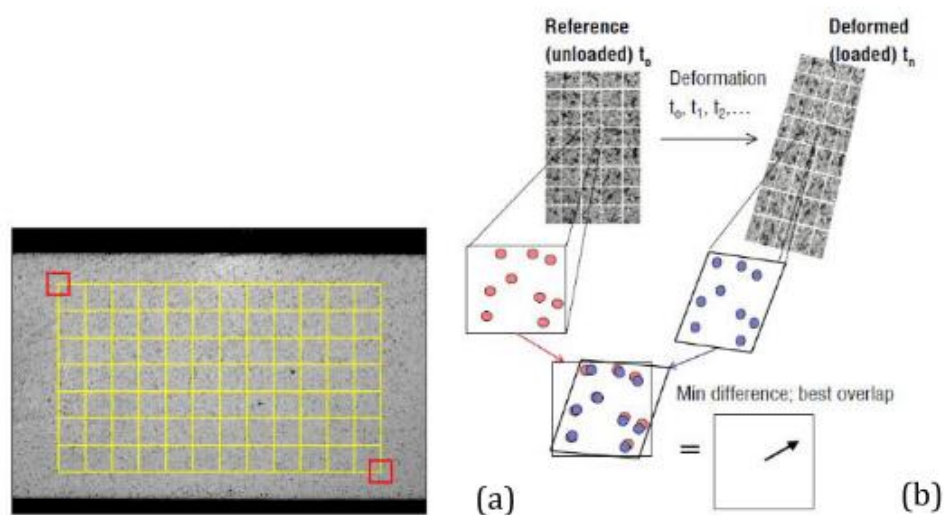 Reference
(unloaded) t₀
Deformed
(loaded) tₙ
Deformation
t₀, t₁, t₂,....
Min difference; best overlap
=
(a)
(b)